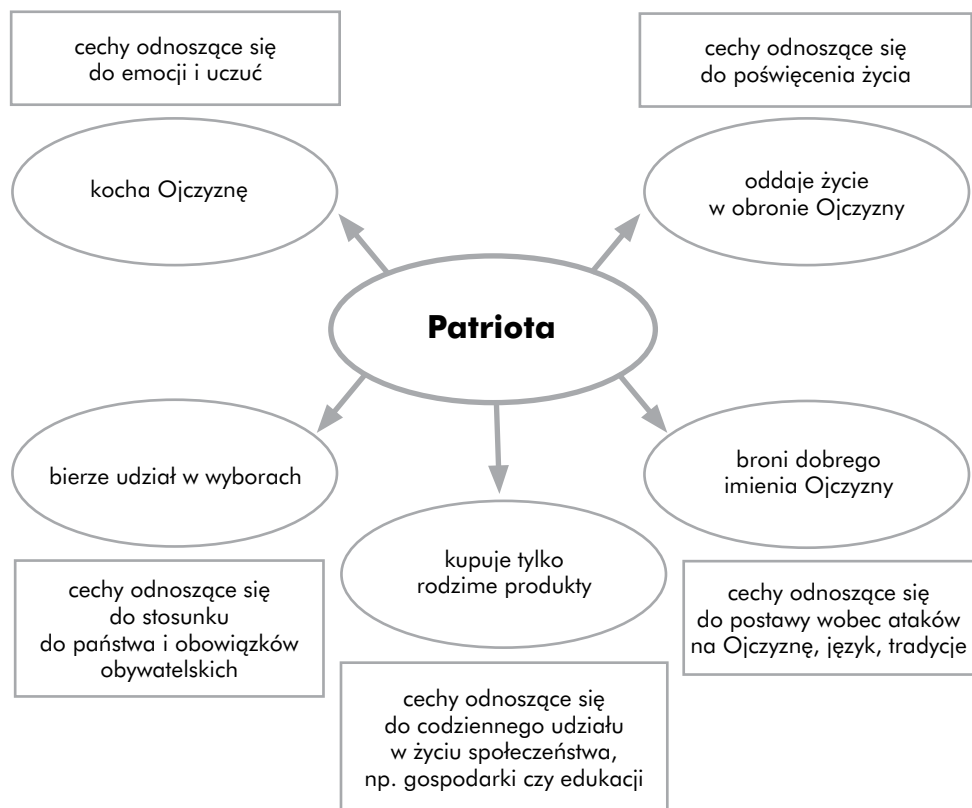 cechy odnoszące się
do emocji i uczuć
cechy odnoszące się
do poświęcenia życia
kocha Ojczyznę
oddaje życie
w obronie Ojczyzny
Patriota
bierze udział w wyborach
broni dobrego
imienia Ojczyzny
kupuje tylko
rodzime produkty
cechy odnoszące się
do stosunku
do państwa i obowiązków
obywatelskich
cechy odnoszące się
do postawy wobec ataków
na Ojczyznę, język, tradycje
cechy odnoszące się
do codziennego udziału
w życiu społeczeństwa,
np. gospodarki czy edukacji